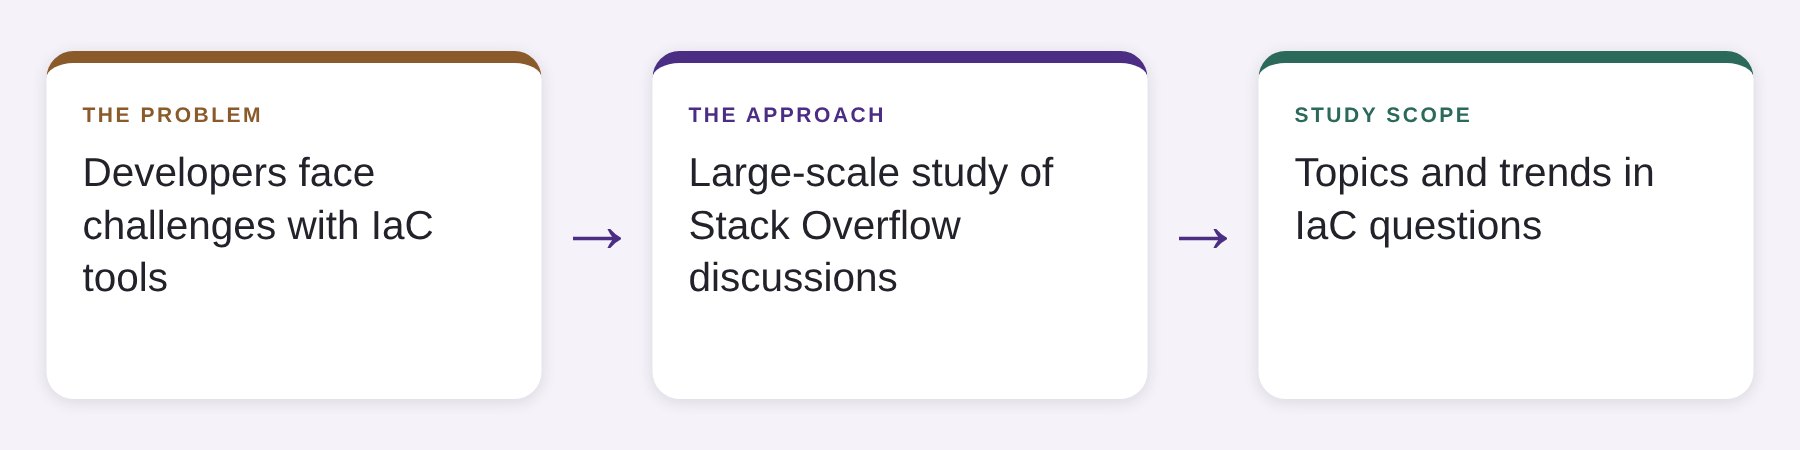 THE PROBLEM
Developers face
challenges with IaC
tools
→
THE APPROACH
Large-scale study of
Stack Overflow
discussions
→
STUDY SCOPE
Topics and trends in
IaC questions